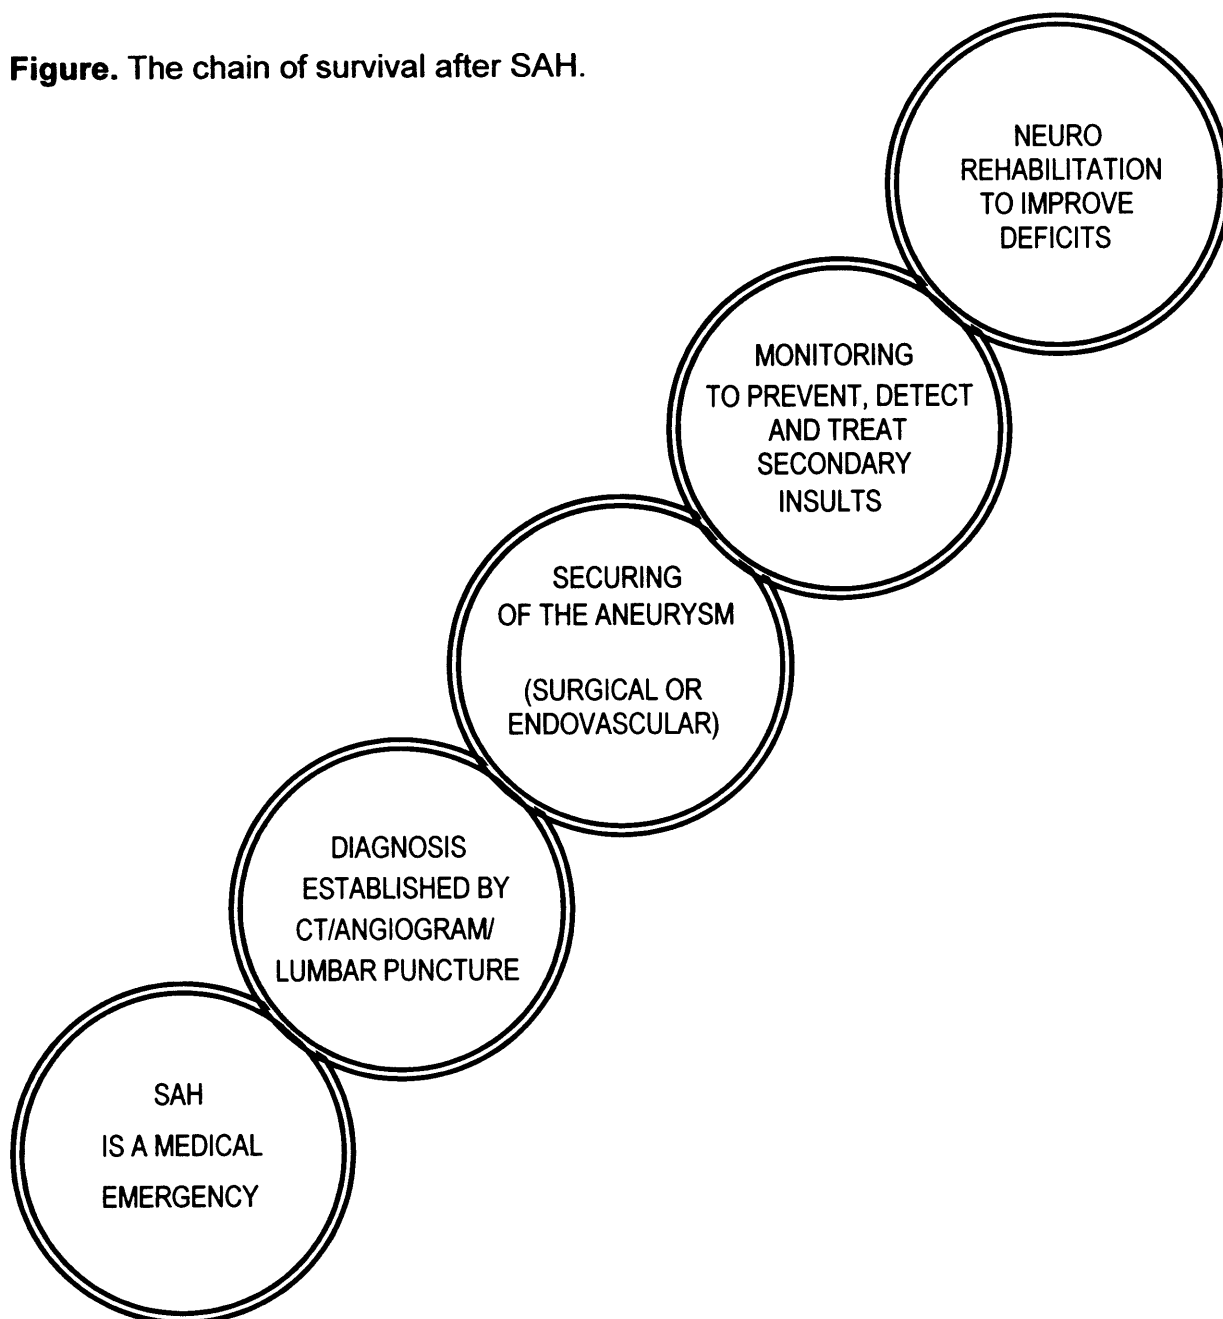 Figure. The chain of survival after SAH.
NEURO
REHABILITATION
TO IMPROVE
DEFICITS
MONITORING
TO PREVENT, DETECT
AND TREAT
SECONDARY
INSULTS
SECURING
OF THE ANEURYSM
(SURGICAL OR
ENDOVASCULAR)
DIAGNOSIS
ESTABLISHED BY
CT/ANGIOGRAM/
LUMBAR PUNCTURE
SAH
IS A MEDICAL
EMERGENCY